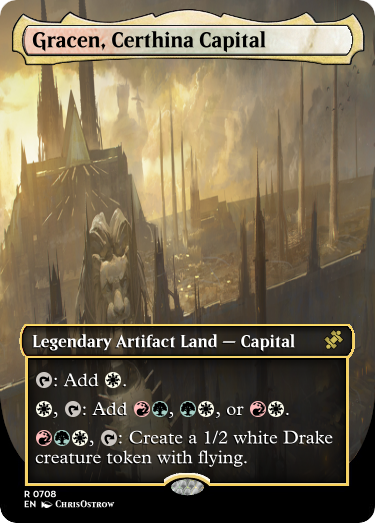 Gracen, Certhina Capital
Legendary Artifact Land — Capital
: Add .
, : Add , , or .
, : Create a 1/2 white Drake
creature token with flying.
R 0708
EN ChrisOstrow